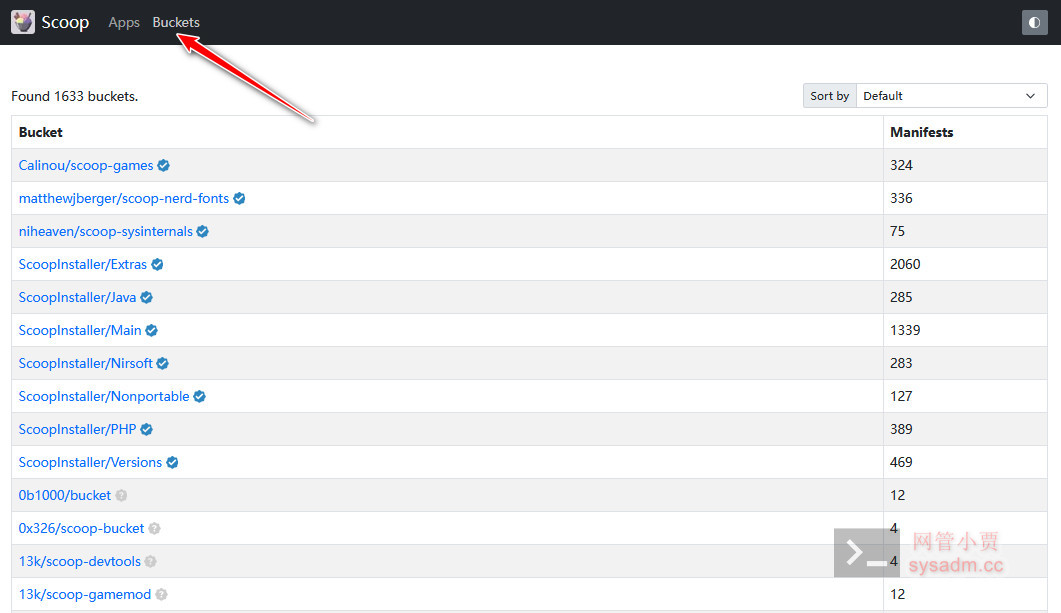 Scoop Apps Buckets
Found 1633 buckets.
Sort by Default
Bucket Manifests
Calinou/scoop-games 324
matthewjberger/scoop-nerd-fonts 336
niheaven/scoop-sysinternals 75
ScoopInstaller/Extras 2060
ScoopInstaller/Java 285
ScoopInstaller/Main 1339
ScoopInstaller/Nirsoft 283
ScoopInstaller/Nonportable 127
ScoopInstaller/PHP 389
ScoopInstaller/Versions 469
0b1000/bucket ? 12
0x326/scoop-bucket ? 4
13k/scoop-devtools ? 4
13k/scoop-gamemod ? 12
网管小贾
sysadm.cc